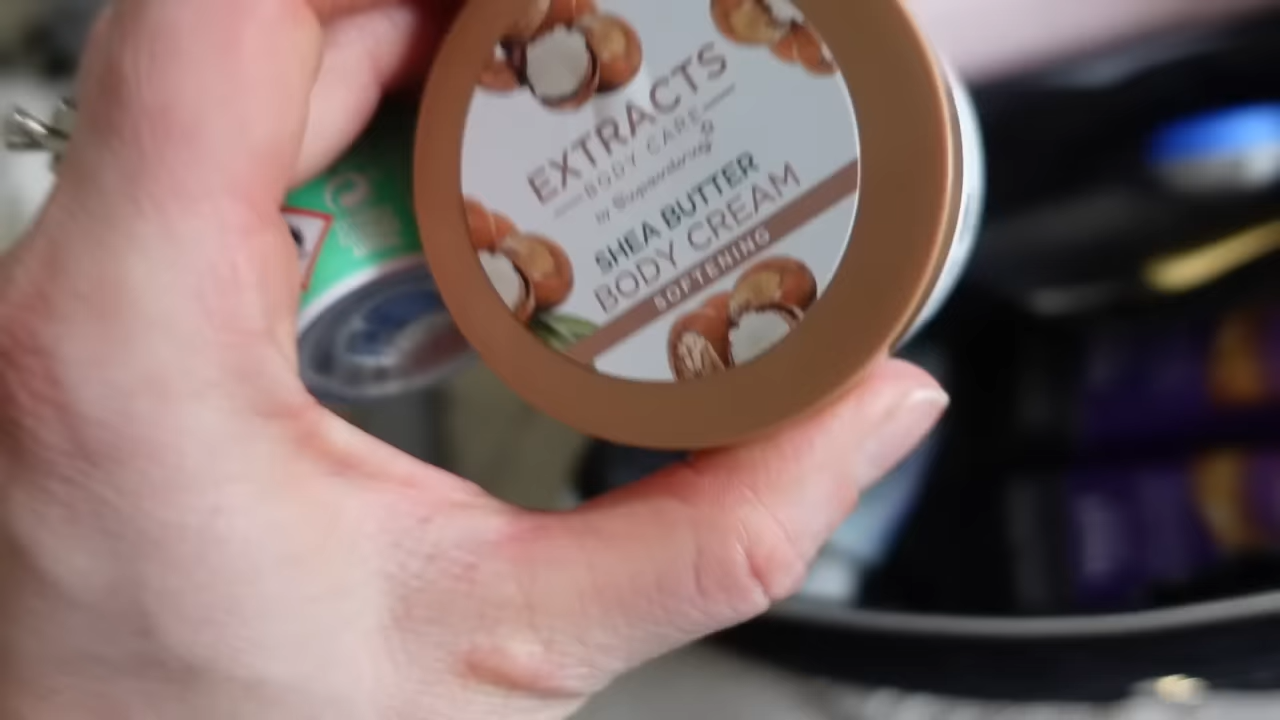 EXTRACTS
BODY CARE
by Superdrug
SHEA BUTTER
BODY CREAM
SOFTENING